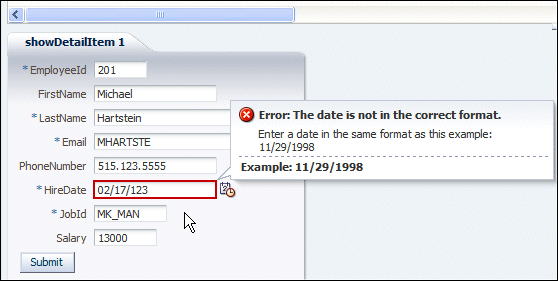 showDetailItem 1
* EmployeeId 201
FirstName Michael
* LastName Hartstein
* Email MHARTSTE
PhoneNumber 515.123.5555
* HireDate 02/17/123
* JobId MK_MAN
Salary 13000
Submit
Error: The date is not in the correct format.
Enter a date in the same format as this example:
11/29/1998
Example: 11/29/1998